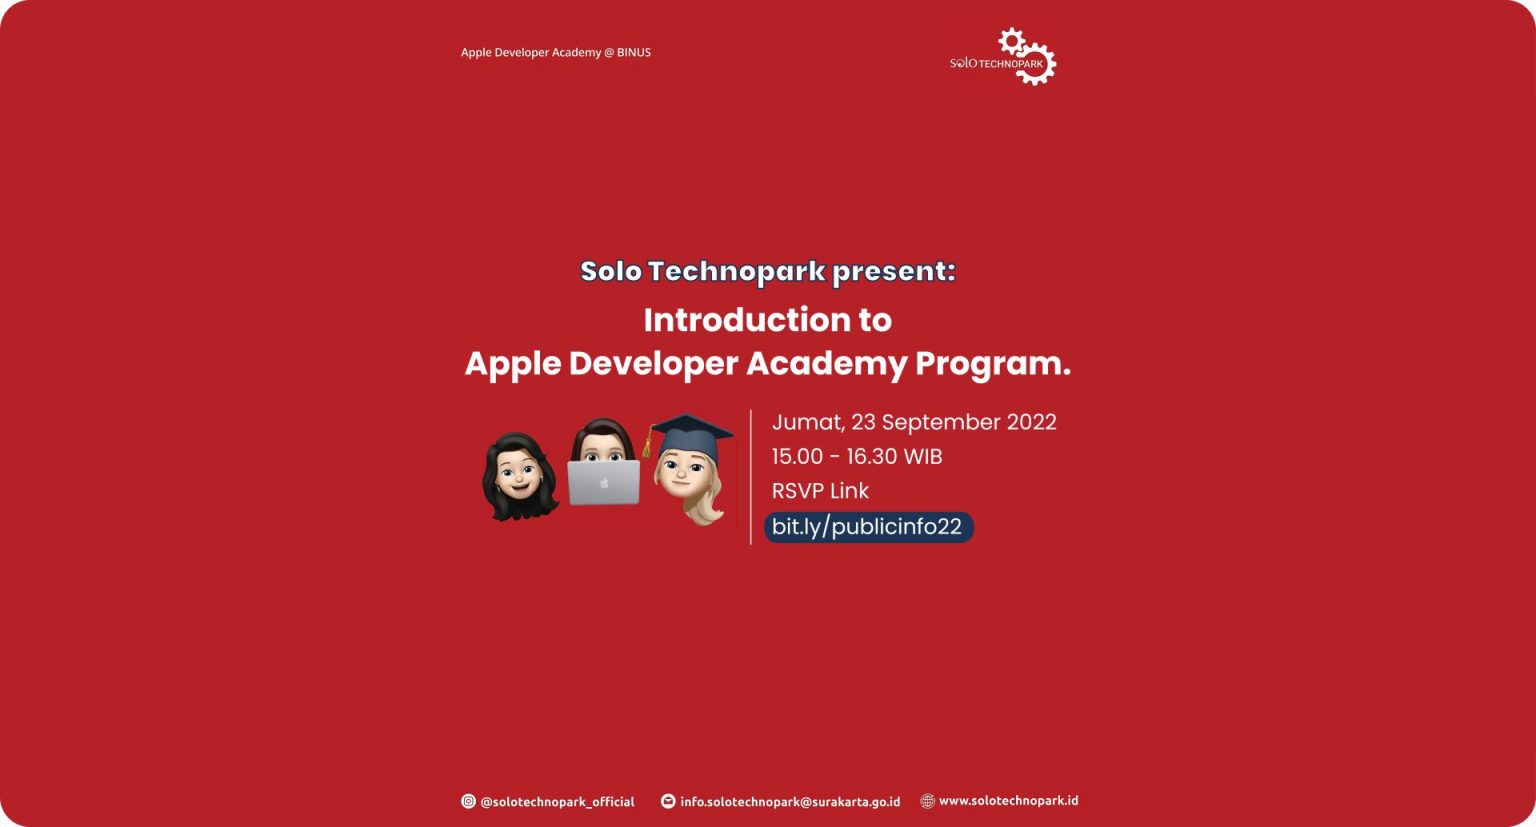 Apple Developer Academy @ BINUS
solo TECHNOPARK
Solo Technopark present:
Introduction to
Apple Developer Academy Program.
Jumat, 23 September 2022
15.00 - 16.30 WIB
RSVP Link
bit.ly/publicinfo22
@solotechnopark_official
info.solotechnopark@surakarta.go.id
www.solotechnopark.id